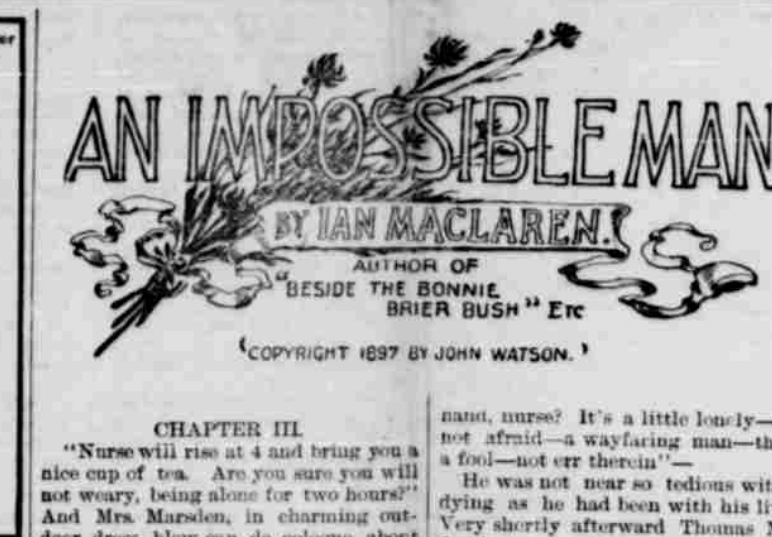 er
AN IMPOSSIBLE MAN
BY IAN MACLAREN.
AUTHOR OF
"BESIDE THE BONNIE
BRIER BUSH" Etc
(COPYRIGHT 1897 BY JOHN WATSON.)
CHAPTER III.
"Nurse will rise at 4 and bring you a
nice cup of tea. Are you sure you will
not weary, being alone for two hours?"
And Mrs. Marsden, in charming out-
hand, nurse? It's a little lonely—
not afraid—a wayfaring man—th
a fool—not err therein"—
He was not near so tedious wit
dying as he had been with his li
Very shortly afterward Thomas